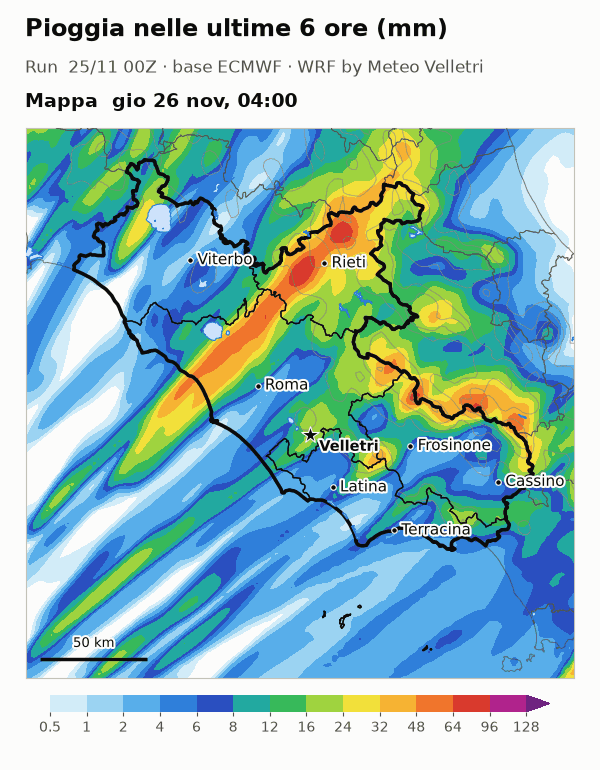 Pioggia nelle ultime 6 ore (mm)
Run 25/11 00Z · base ECMWF · WRF by Meteo Velletri
Mappa gio 26 nov, 04:00
Viterbo
Rieti
Roma
Velletri
Frosinone
Cassino
Latina
Terracina
50 km
0.5 1 2 4 6 8 12 16 24 32 48 64 96 128